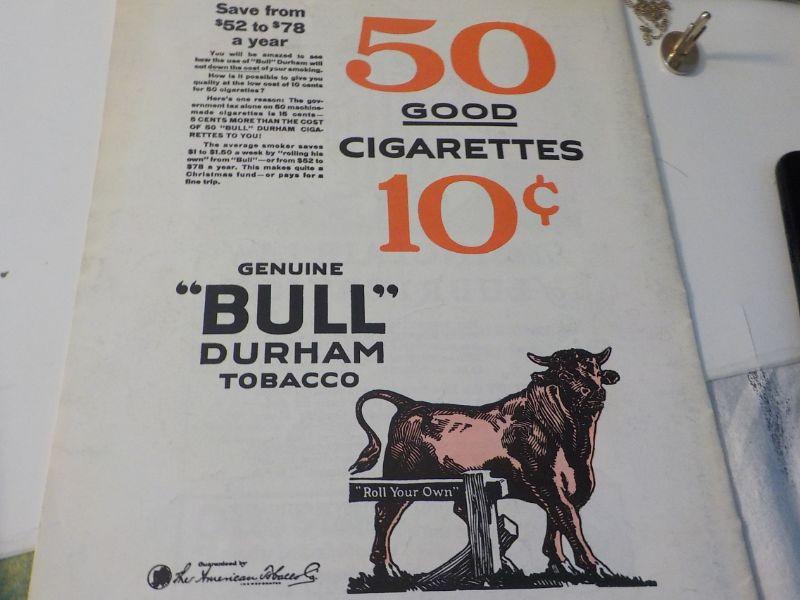 Save from
$52 to $78
a year
You will be amazed to see
how the use of "Bull" Durham will
cut down the cost of your smoking.
How is it possible to give you
quality at the low cost of 10 cents
for 50 cigarettes?
Here's one reason: The gov-
ernment tax alone on 50 machine-
made cigarettes is 15 cents—
5 CENTS MORE THAN THE COST
OF 50 "BULL" DURHAM CIGA-
RETTES TO YOU!
The average smoker saves
$1 to $1.50 a week by "rolling his
own" from "Bull"—or from $52 to
$78 a year. This makes quite a
Christmas fund—or pays for a
fine trip.
50
GOOD
CIGARETTES
10¢
GENUINE
"BULL"
DURHAM
TOBACCO
"Roll Your Own"
Guaranteed by
The American Tobacco Co.
INCORPORATED